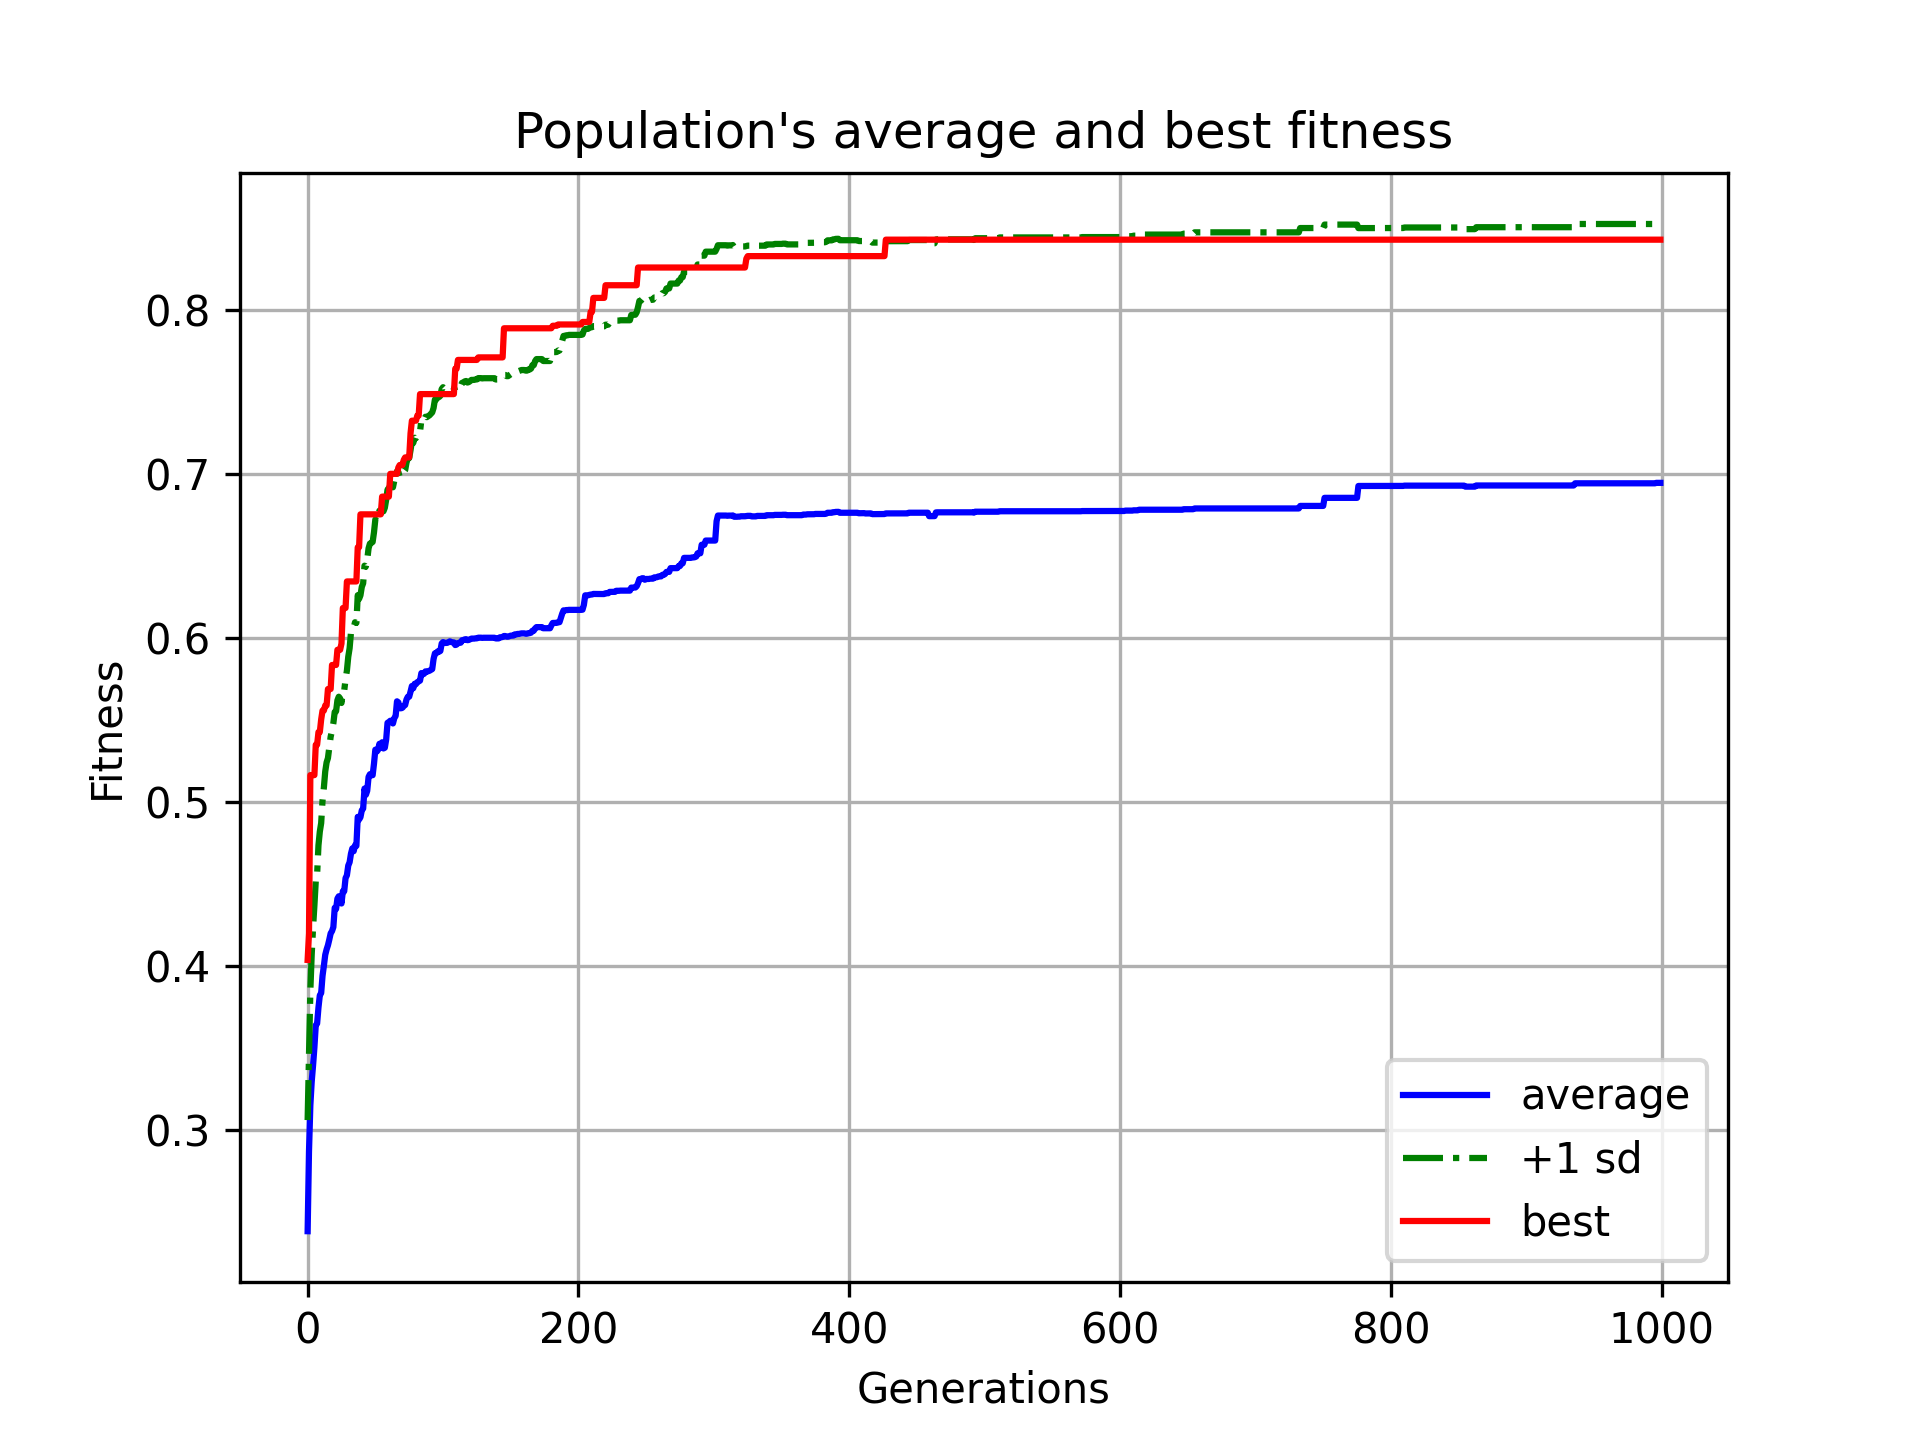 Population's average and best fitness
Fitness
0.8
0.7
0.6
0.5
0.4
0.3
average
+1 sd
best
0 200 400 600 800 1000
Generations